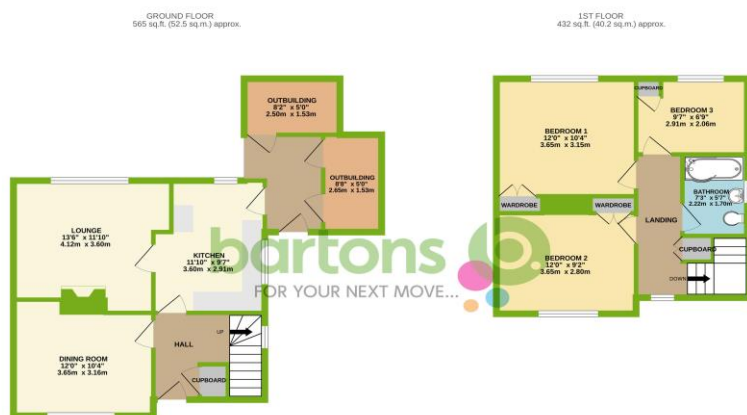 GROUND FLOOR
565 sq.ft. (52.5 sq.m.) approx.
OUTBUILDING
8'2" x 5'0"
2.50m x 1.53m
OUTBUILDING
8'8" x 5'0"
2.65m x 1.53m
LOUNGE
13'6" x 11'10"
4.12m x 3.60m
KITCHEN
11'10" x 9'7"
3.60m x 2.91m
DINING ROOM
12'0" x 10'4"
3.65m x 3.16m
HALL
UP
CUPBOARD
1ST FLOOR
432 sq.ft. (40.2 sq.m.) approx.
CUPBOARD
BEDROOM 3
9'7" x 6'9"
2.91m x 2.06m
BEDROOM 1
12'0" x 10'4"
3.65m x 3.15m
BATHROOM
7'3" x 5'7"
2.22m x 1.70m
WARDROBE
WARDROBE
LANDING
BEDROOM 2
12'0" x 9'2"
3.65m x 2.80m
CUPBOARD
DOWN
bartons b
FOR YOUR NEXT MOVE...